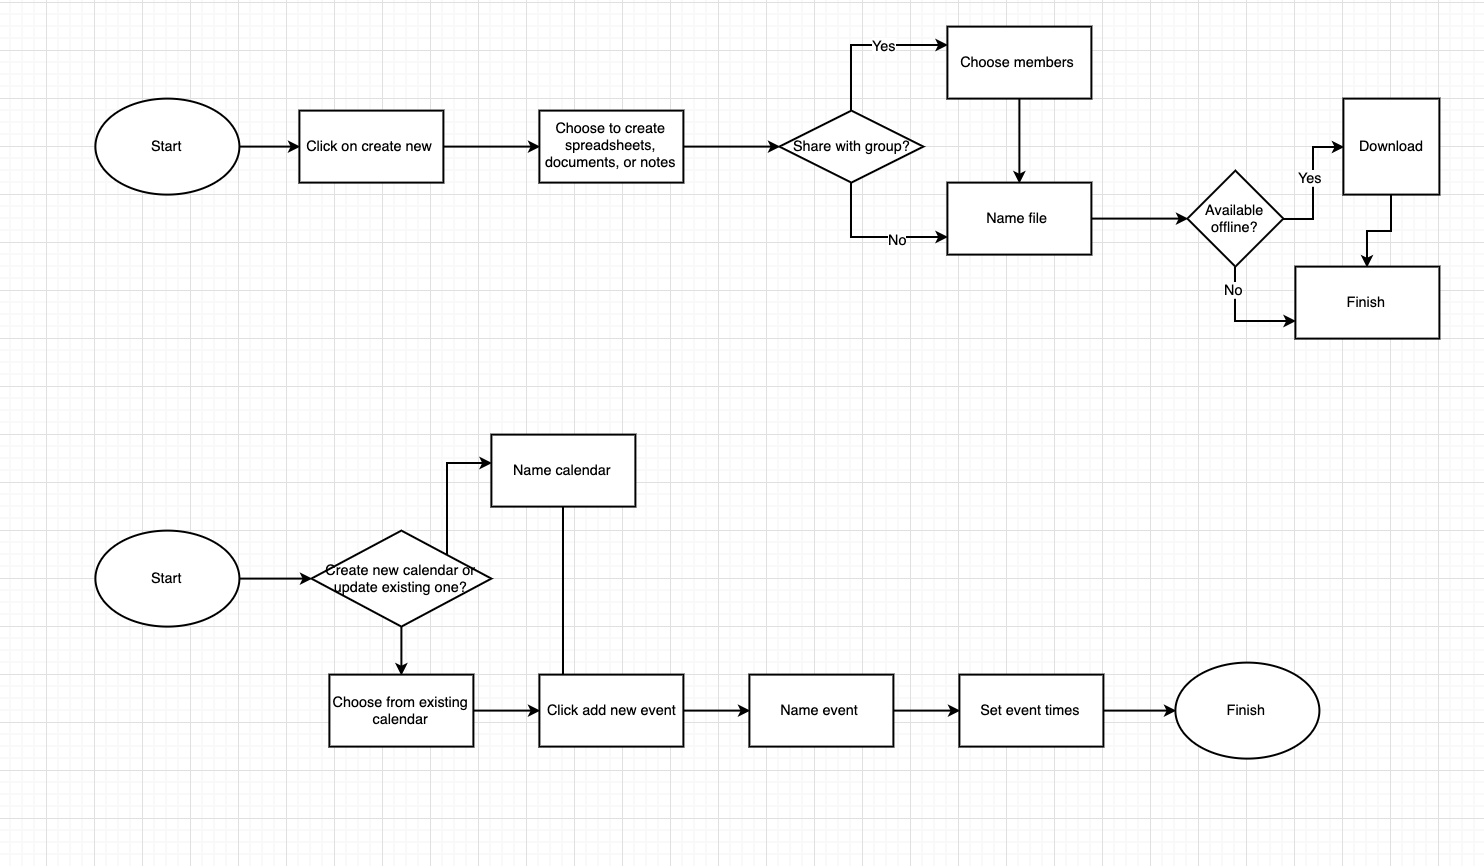 Start
Click on create new
Choose to create
spreadsheets,
documents, or notes
Share with group?
Yes
Choose members
No
Name file
Available
offline?
Yes
Download
No
Finish
Start
Create new calendar or
update existing one?
Name calendar
Choose from existing
calendar
Click add new event
Name event
Set event times
Finish